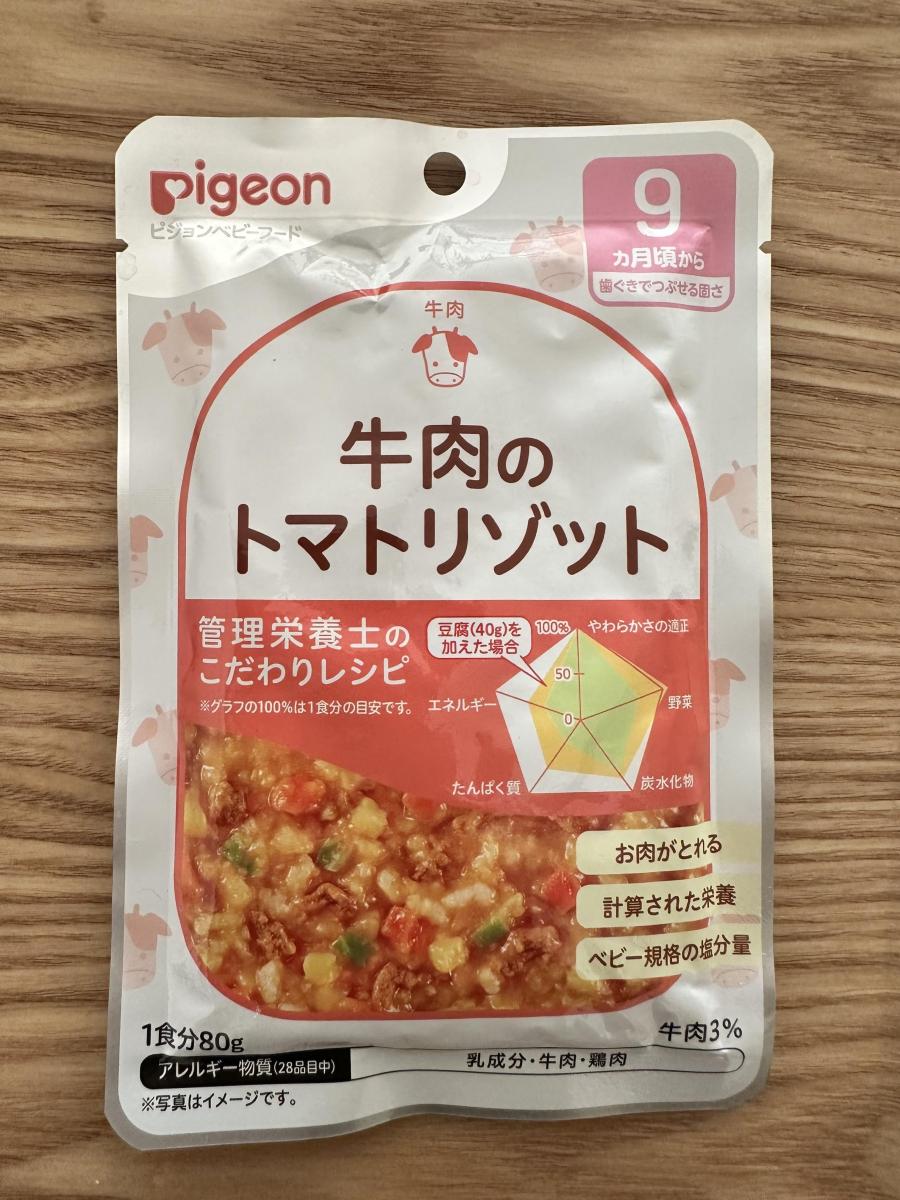 pigeon
ピジョンベビーフード
9
ヵ月頃から
歯ぐきでつぶせる固さ
牛肉
牛肉の
トマトリゾット
管理栄養士の
こだわりレシピ
※グラフの100%は1食分の目安です。
豆腐(40g)を
加えた場合
100%
50
0
やわらかさの適正
エネルギー
野菜
たんぱく質
炭水化物
お肉がとれる
計算された栄養
ベビー規格の塩分量
1食分80g
牛肉3%
アレルギー物質(28品目中)
乳成分・牛肉・鶏肉
※写真はイメージです。